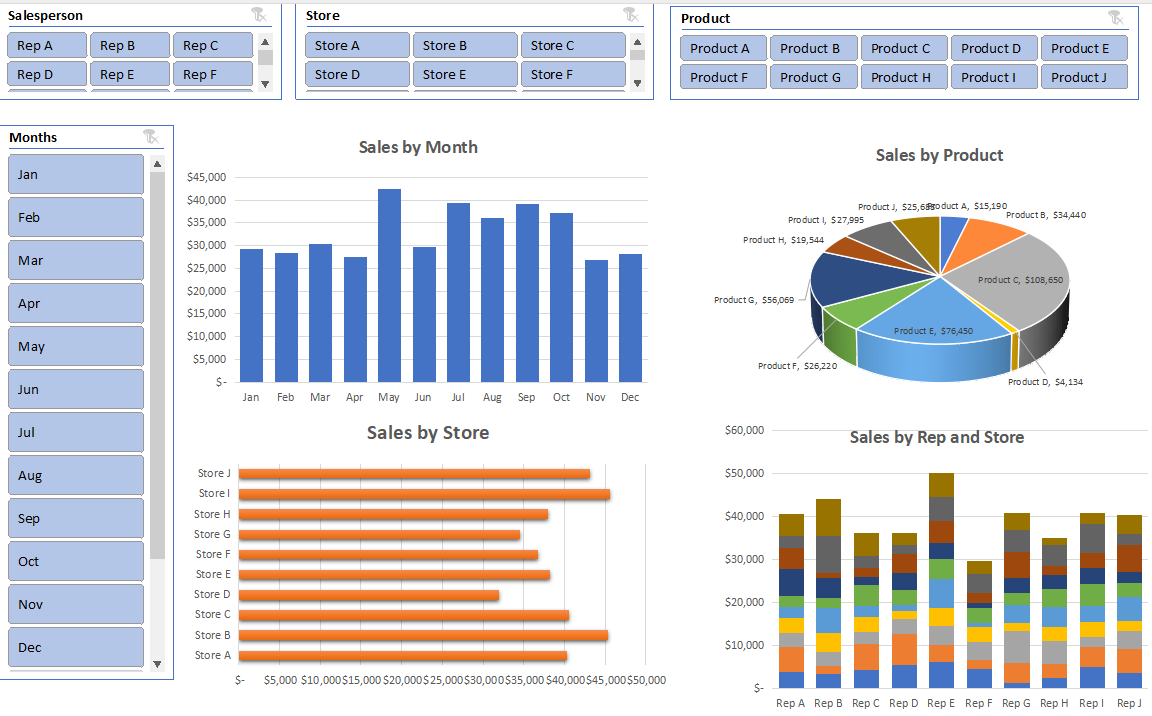 Salesperson
Rep A Rep B Rep C
Rep D Rep E Rep F
Store
Store A Store B Store C
Store D Store E Store F
Product
Product A Product B Product C Product D Product E
Product F Product G Product H Product I Product J
Months
Jan
Feb
Mar
Apr
May
Jun
Jul
Aug
Sep
Oct
Nov
Dec
Sales by Month
$45,000
$40,000
$35,000
$30,000
$25,000
$20,000
$15,000
$10,000
$5,000
$-
Jan Feb Mar Apr May Jun Jul Aug Sep Oct Nov Dec
Sales by Product
Product J, Product A, $15,190
Product B, $34,440
Product I, $27,995
Product H, $19,544
Product C, $108,650
Product G, $56,069
Product E, $76,450
Product F, $26,220
Product D, $4,134
Sales by Store
Store J
Store I
Store H
Store G
Store F
Store E
Store D
Store C
Store B
Store A
$- $5,000 $10,000 $15,000 $20,000 $25,000 $30,000 $35,000 $40,000 $45,000 $50,000
Sales by Rep and Store
$60,000
$50,000
$40,000
$30,000
$20,000
$10,000
$-
Rep A Rep B Rep C Rep D Rep E Rep F Rep G Rep H Rep I Rep J